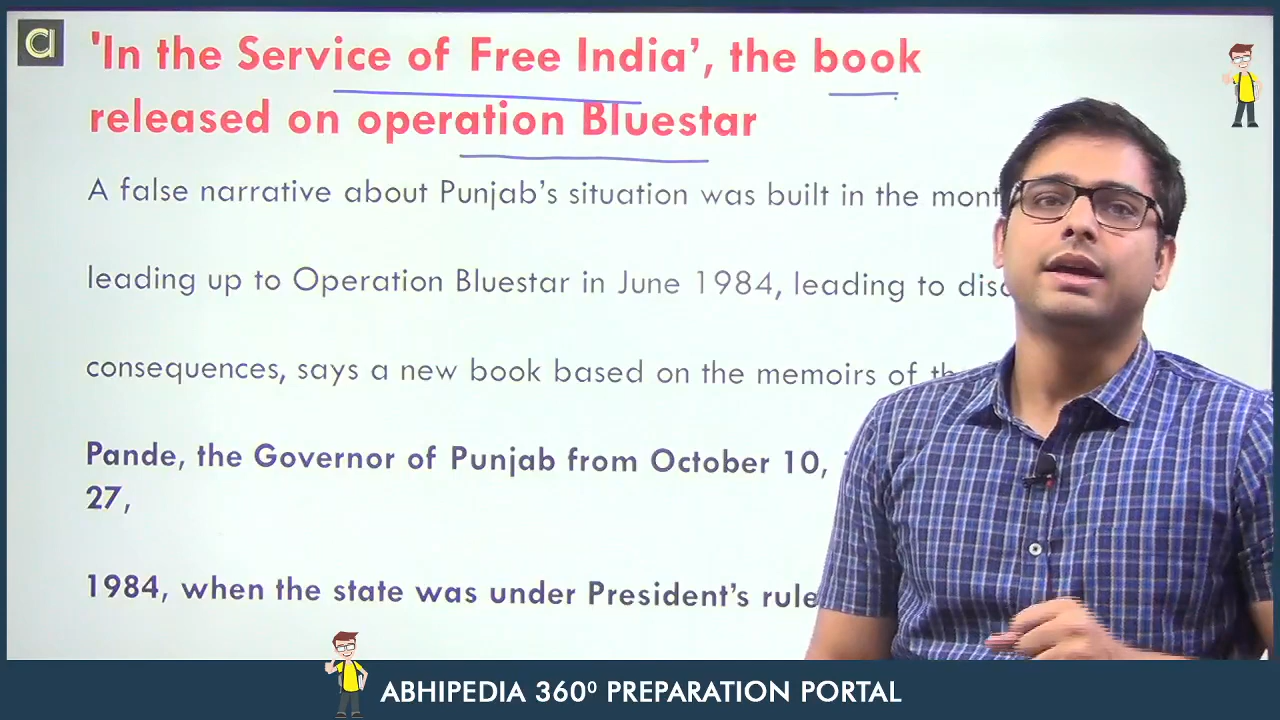 'In the Service of Free India’, the book
released on operation Bluestar
A false narrative about Punjab’s situation was built in the
leading up to Operation Bluestar in June 1984, leading to
consequences, says a new book based on the memoirs of
Pande, the Governor of Punjab from October 10,
27,
1984, when the state was under President’s rule
ABHIPEDIA 360⁰ PREPARATION PORTAL